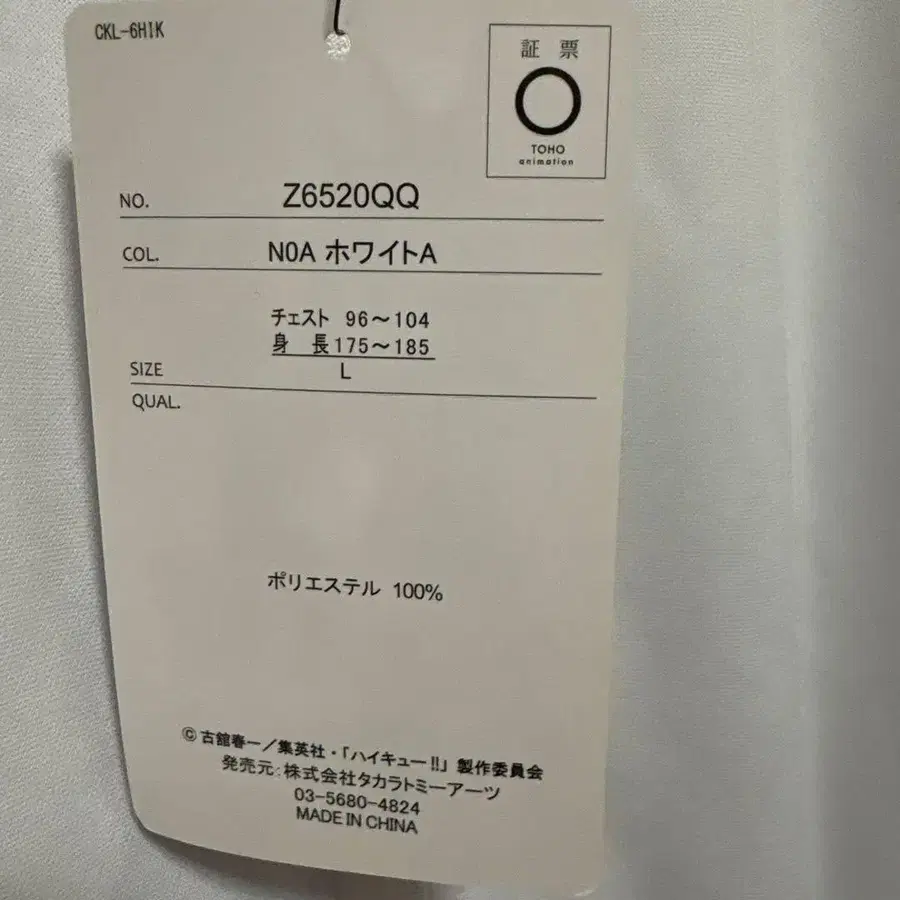 CKL-6HIK
証 票
TOHO
animation
NO. Z6520QQ
COL. N0A ホワイトA
チェスト 96～104
身 長175～185
SIZE L
QUAL.
ポリエステル 100%
©古舘春一／集英社・「ハイキュー!!」製作委員会
発売元：株式会社タカラトミーアーツ
03-5680-4824
MADE IN CHINA